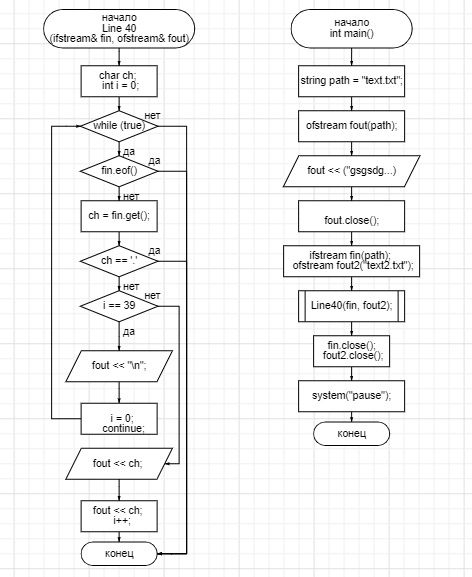 начало
Line 40
(ifstream& fin, ofstream& fout)
char ch;
int i = 0;
нет
while (true)
да
да
fin.eof()
нет
ch = fin.get();
да
ch == '.'
нет
нет
i == 39
да
fout << "\n";
i = 0;
continue;
fout << ch;
fout << ch;
i++;
конец
начало
int main()
string path = "text.txt";
ofstream fout(path);
fout << ("gsgsdg...)
fout.close();
ifstream fin(path);
ofstream fout2("text2.txt");
Line40(fin, fout2);
fin.close();
fout2.close();
system("pause");
конец